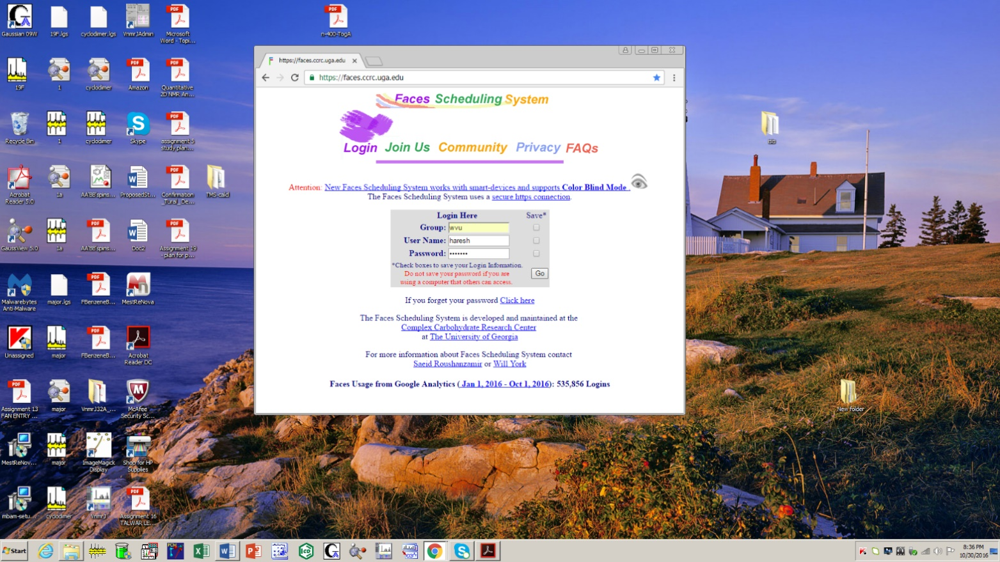 Gaussian 09W
19F.lgs
cyclodimer.lgs
VnmrJAdmin
Microsoft
Word - Topi...
n-400-TogA
19F
1
cyclodimer
Amazon
Quantitative
2D NMR An...
Recycle Bin
1
cyclodimer
Skype
assignment 5
study plan...
Acrobat
Reader 5.0
1a
AA'BB'spins...
ProposedSt...
Confirmation
_Tural_De...
TMS-cald
GaussView 5.0
1a
AA'BB'spins...
Doc2
Assignment 19
- plan for p...
Malwarebytes
Anti-Malware
major.lgs
FBenzeneB...
MestReNova
Unassigned
major
FBenzeneB...
Acrobat
Reader DC
Assignment 13
FAN ENTRY ...
major
VnmrJ32A_...
McAfee
Security Sc...
MestReNov...
major
ImageMagick
Display
Shop for HP
Supplies
mbam-setu...
cyclodimer
VnmrJ
Assignment 16
TALWAR LE...
https://faces.ccrc.uga.edu
https://faces.ccrc.uga.edu
Faces Scheduling System
Login Join Us Community Privacy FAQs
Attention: New Faces Scheduling System works with smart-devices and supports Color Blind Mode .
The Faces Scheduling System uses a secure https connection.
Login Here Save*
Group: wvu
User Name: haresh
Password: •••••••
*Check boxes to save your Login Information.
Do not save your password if you are
using a computer that others can access.
Go
If you forget your password Click here
The Faces Scheduling System is developed and maintained at the
Complex Carbohydrate Research Center
at The University of Georgia
For more information about Faces Scheduling System contact
Saeid Roushanzamir or Will York
Faces Usage from Google Analytics ( Jan 1, 2016 - Oct 1, 2016): 535,856 Logins
New folder
Start
8:36 PM
10/30/2016